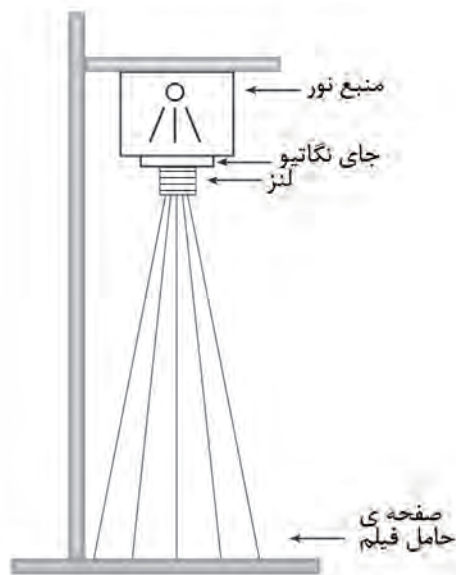 منبع نور
جای نگاتیو
لنز
صفحه ی
حامل فیلم